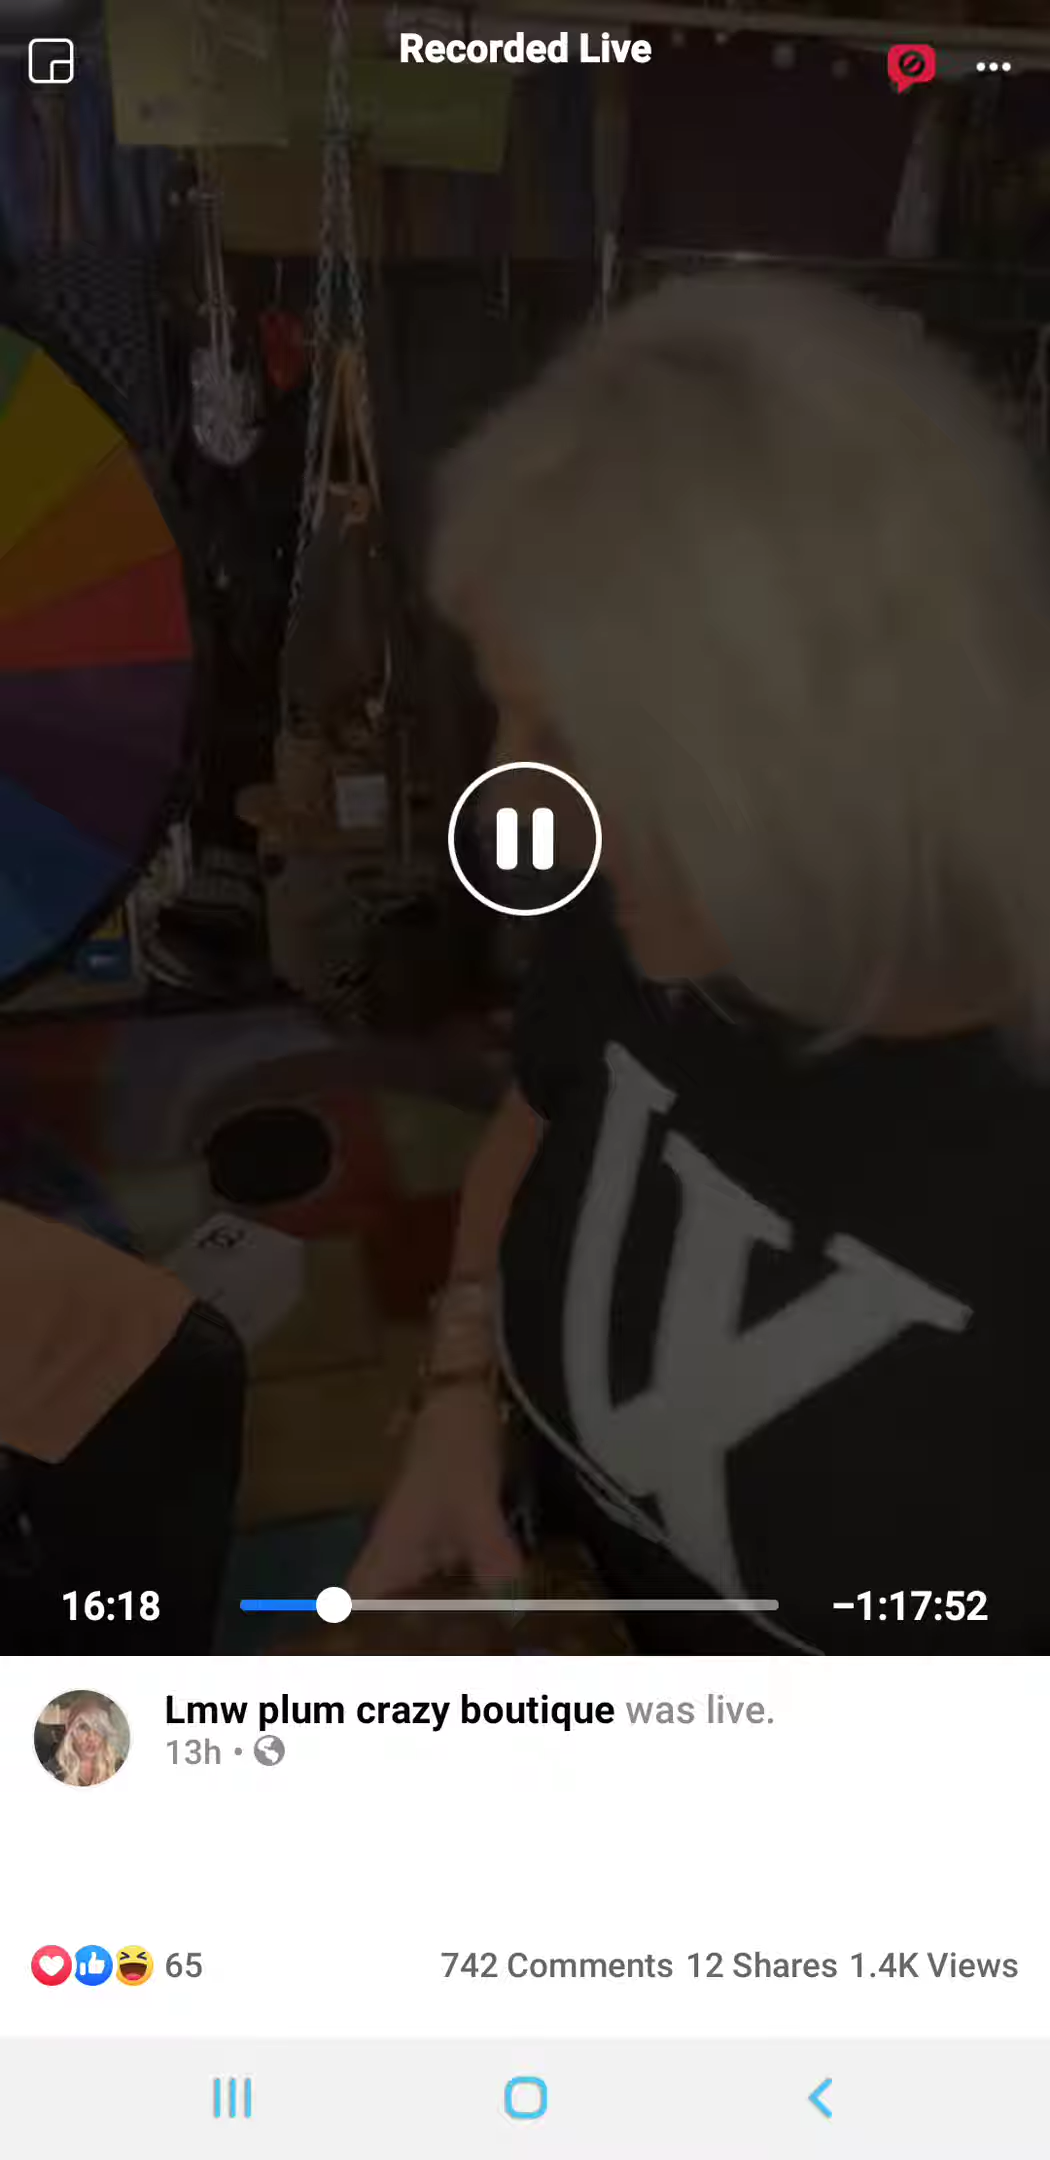 Recorded Live
16:18
−1:17:52
Lmw plum crazy boutique was live.
13h •
65
742 Comments 12 Shares 1.4K Views